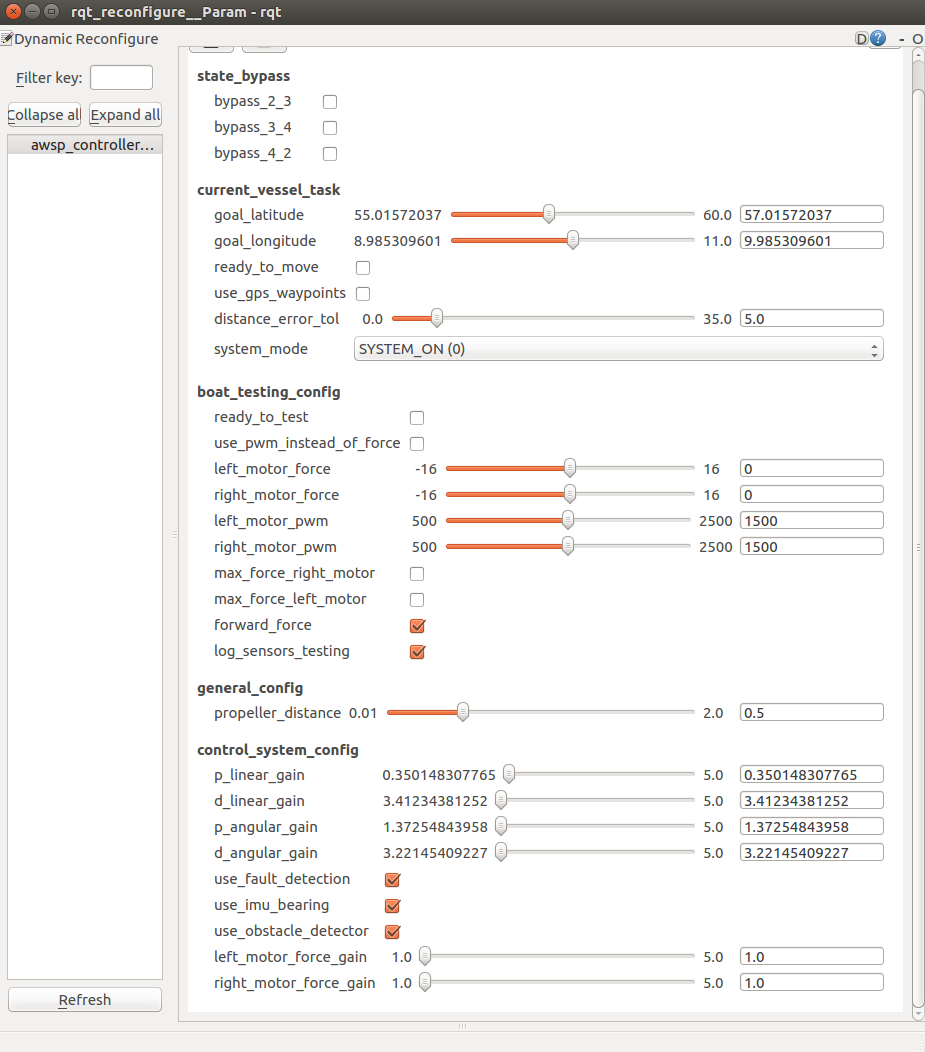 rqt_reconfigure__Param - rqt
Dynamic Reconfigure D ? - O
Filter key:
Collapse all Expand all
awsp_controller...
Refresh
state_bypass
bypass_2_3
bypass_3_4
bypass_4_2
current_vessel_task
goal_latitude 55.01572037 60.0 57.01572037
goal_longitude 8.985309601 11.0 9.985309601
ready_to_move
use_gps_waypoints
distance_error_tol 0.0 35.0 5.0
system_mode SYSTEM_ON (0)
boat_testing_config
ready_to_test
use_pwm_instead_of_force
left_motor_force -16 16 0
right_motor_force -16 16 0
left_motor_pwm 500 2500 1500
right_motor_pwm 500 2500 1500
max_force_right_motor
max_force_left_motor
forward_force
log_sensors_testing
general_config
propeller_distance 0.01 2.0 0.5
control_system_config
p_linear_gain 0.350148307765 5.0 0.350148307765
d_linear_gain 3.41234381252 5.0 3.41234381252
p_angular_gain 1.37254843958 5.0 1.37254843958
d_angular_gain 3.22145409227 5.0 3.22145409227
use_fault_detection
use_imu_bearing
use_obstacle_detector
left_motor_force_gain 1.0 5.0 1.0
right_motor_force_gain 1.0 5.0 1.0